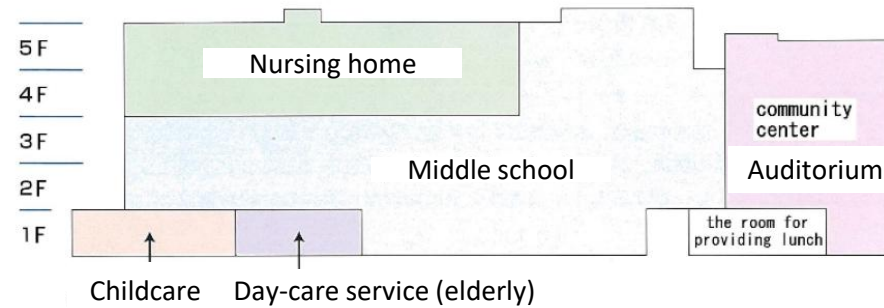 5F
Nursing home
4F
community
center
3F
Middle school
Auditorium
2F
1F
the room for
providing lunch
Childcare
Day-care service (elderly)